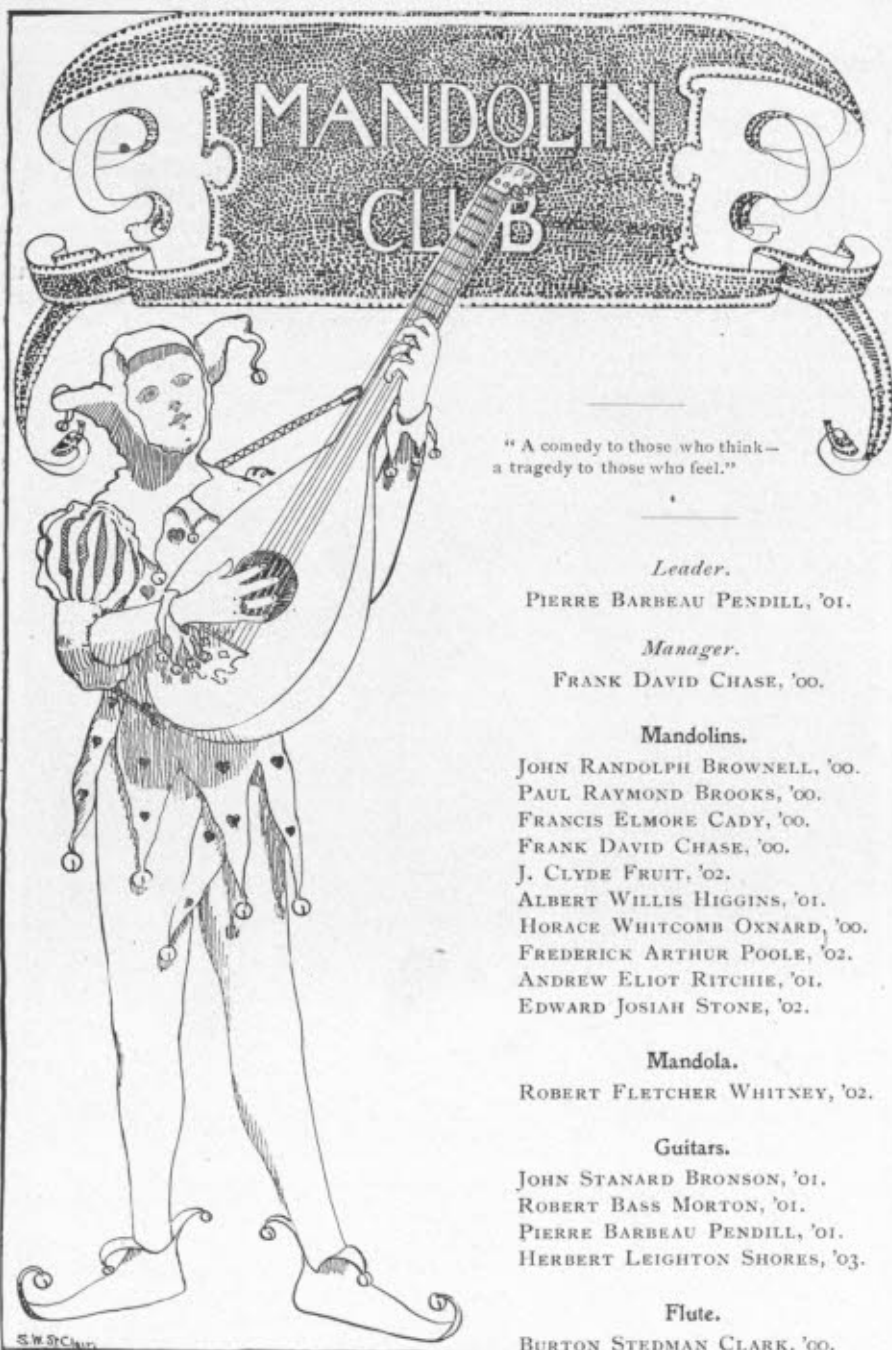 MANDOLIN
CLUB
" A comedy to those who think—
a tragedy to those who feel."
Leader.
PIERRE BARBEAU PENDILL, '01.
Manager.
FRANK DAVID CHASE, '00.
Mandolins.
JOHN RANDOLPH BROWNELL, '00.
PAUL RAYMOND BROOKS, '00.
FRANCIS ELMORE CADY, '00.
FRANK DAVID CHASE, '00.
J. CLYDE FRUIT, '02.
ALBERT WILLIS HIGGINS, '01.
HORACE WHITCOMB OXNARD, '00.
FREDERICK ARTHUR POOLE, '02.
ANDREW ELIOT RITCHIE, '01.
EDWARD JOSIAH STONE, '02.
Mandola.
ROBERT FLETCHER WHITNEY, '02.
Guitars.
JOHN STANARD BRONSON, '01.
ROBERT BASS MORTON, '01.
PIERRE BARBEAU PENDILL, '01.
HERBERT LEIGHTON SHORES, '03.
Flute.
BURTON STEDMAN CLARK, '00.
S. W. St Clair